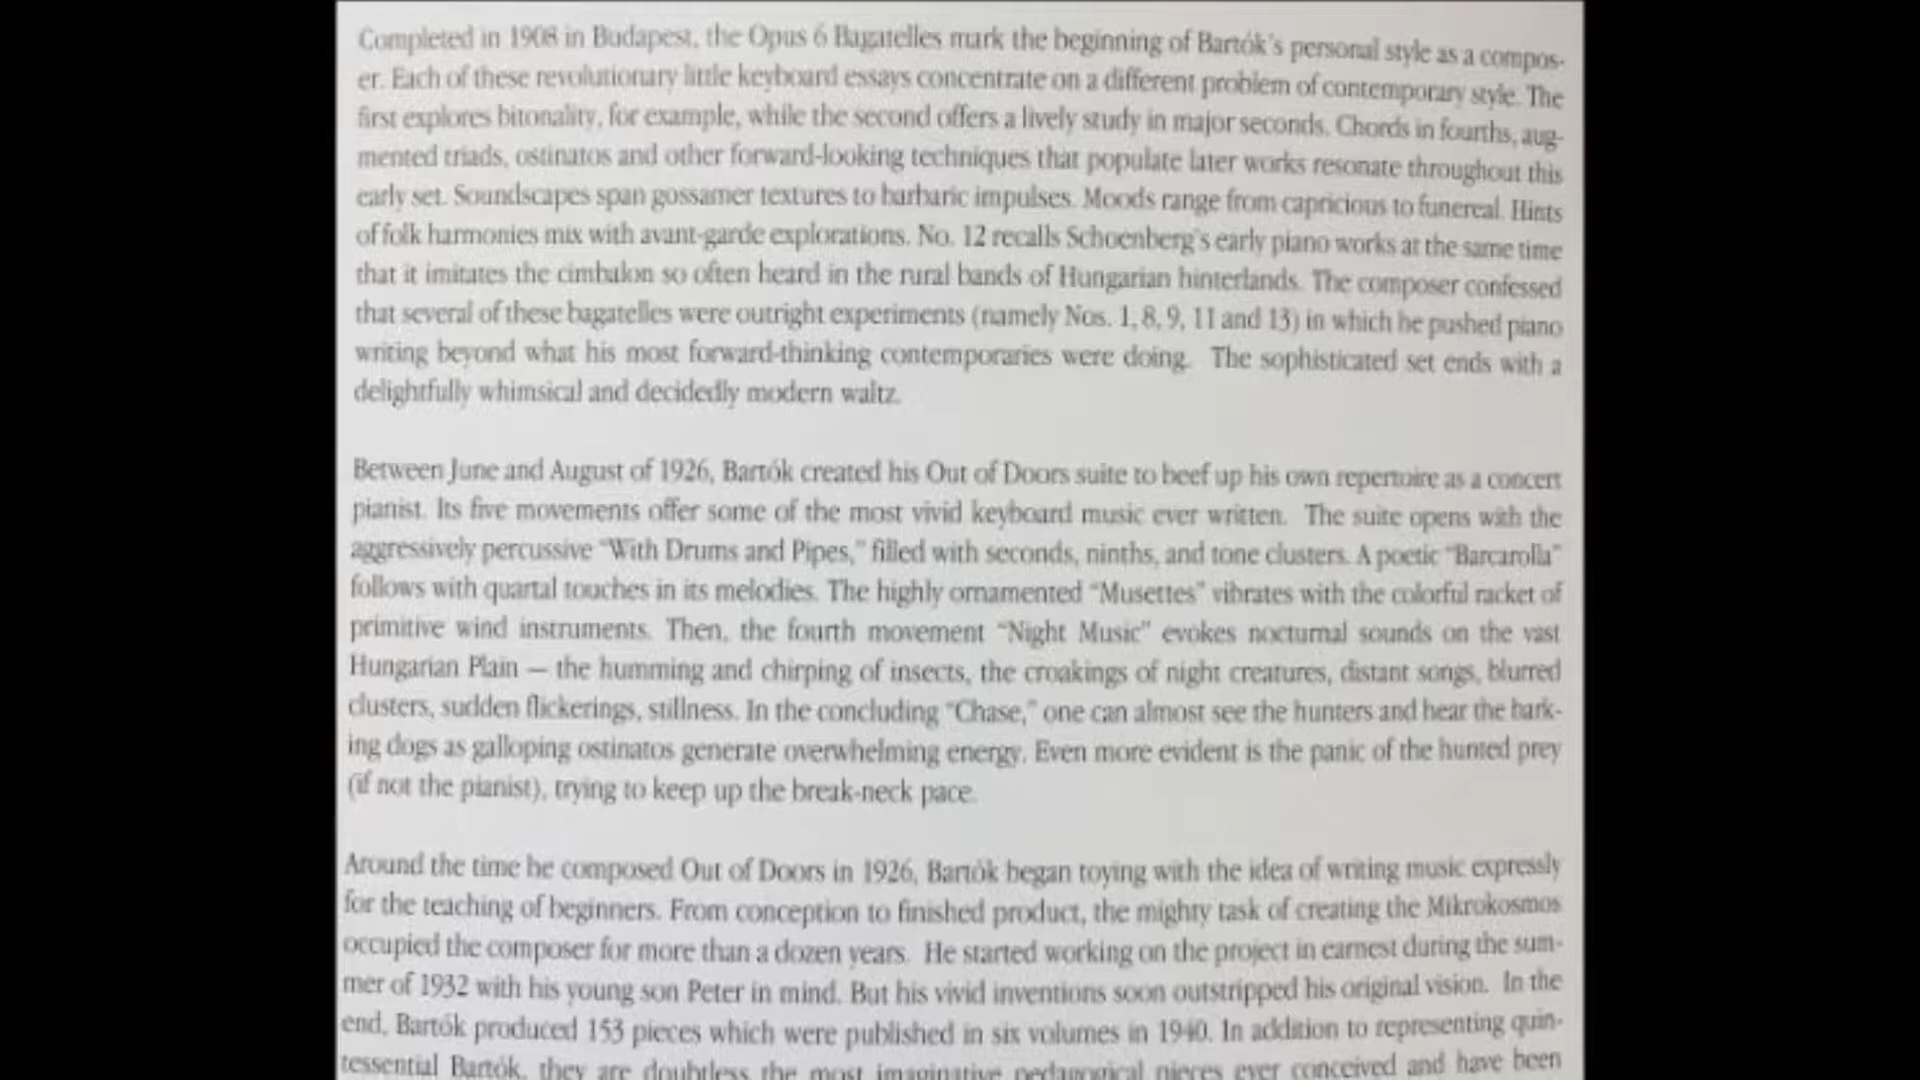 Completed in 1908 in Budapest, the Opus 6 Bagatelles mark the beginning of Bartók's personal style as a compos-
er. Each of these revolutionary little keyboard essays concentrate on a different problem of contemporary style. The
first explores bitonality, for example, while the second offers a lively study in major seconds. Chords in fourths, aug-
mented triads, ostinatos and other forward-looking techniques that populate later works resonate throughout this
early set. Soundscapes span gossamer textures to barbaric impulses. Moods range from capricious to funereal. Hints
of folk harmonies mix with avant-garde explorations. No. 12 recalls Schoenberg's early piano works at the same time
that it imitates the cimbalon so often heard in the rural bands of Hungarian hinterlands. The composer confessed
that several of these bagatelles were outright experiments (namely Nos. 1, 8, 9, 11 and 13) in which he pushed piano
writing beyond what his most forward-thinking contemporaries were doing. The sophisticated set ends with a
delightfully whimsical and decidedly modern waltz.
Between June and August of 1926, Bartók created his Out of Doors suite to beef up his own repertoire as a concert
pianist. Its five movements offer some of the most vivid keyboard music ever written. The suite opens with the
aggressively percussive “With Drums and Pipes,” filled with seconds, ninths, and tone clusters. A poetic “Barcarolla”
follows with quartal touches in its melodies. The highly ornamented “Musettes” vibrates with the colorful racket of
primitive wind instruments. Then, the fourth movement “Night Music” evokes nocturnal sounds on the vast
Hungarian Plain — the humming and chirping of insects, the croakings of night creatures, distant songs, blurred
clusters, sudden flickerings, stillness. In the concluding “Chase,” one can almost see the hunters and hear the bark-
ing dogs as galloping ostinatos generate overwhelming energy. Even more evident is the panic of the hunted prey
(if not the pianist), trying to keep up the break-neck pace.
Around the time he composed Out of Doors in 1926, Bartók began toying with the idea of writing music expressly
for the teaching of beginners. From conception to finished product, the mighty task of creating the Mikrokosmos
occupied the composer for more than a dozen years. He started working on the project in earnest during the sum-
mer of 1932 with his young son Peter in mind. But his vivid inventions soon outstripped his original vision. In the
end, Bartók produced 153 pieces which were published in six volumes in 1940. In addition to representing quin-
tessential Bartók, they are doubtless the most imaginative pedagogical pieces ever conceived and have been